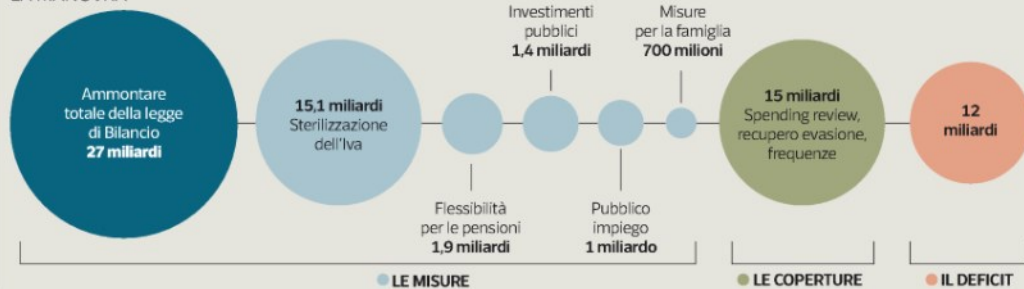 Ammontare
totale della legge
di Bilancio
27 miliardi
15,1 miliardi
Sterilizzazione
dell'Iva
Flessibilità
per le pensioni
1,9 miliardi
Investimenti
pubblici
1,4 miliardi
Pubblico
impiego
1 miliardo
Misure
per la famiglia
700 milioni
15 miliardi
Spending review,
recupero evasione,
frequenze
12
miliardi
LE MISURE
LE COPERTURE
IL DEFICIT